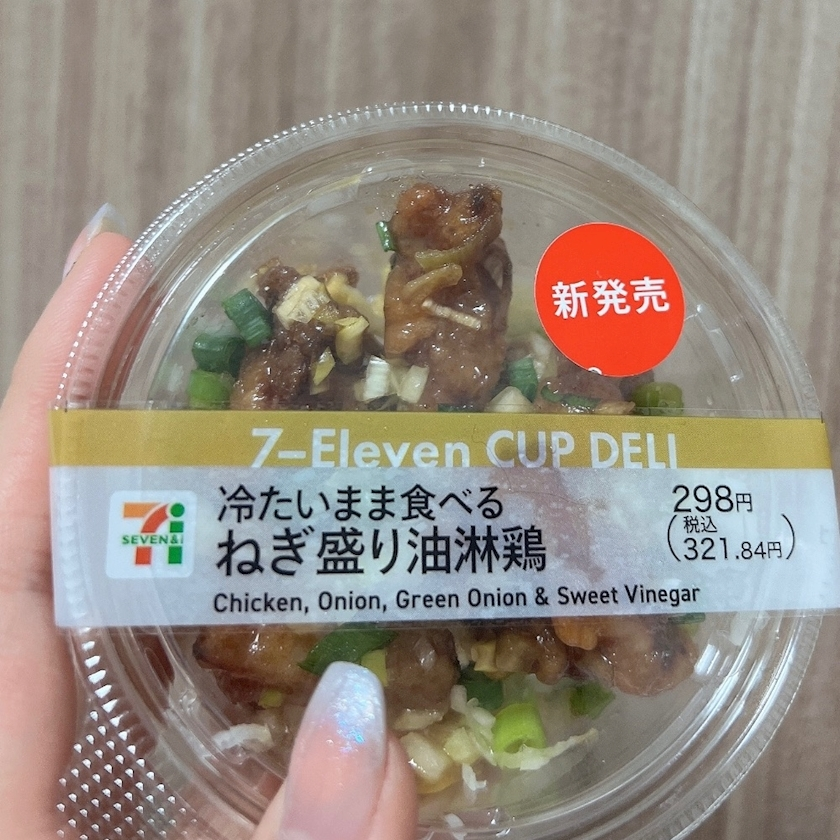 新発売
7-Eleven CUP DELI
SEVEN&i
冷たいまま食べる
ねぎ盛り油淋鶏
298円
(税込
321.84円)
Chicken, Onion, Green Onion & Sweet Vinegar